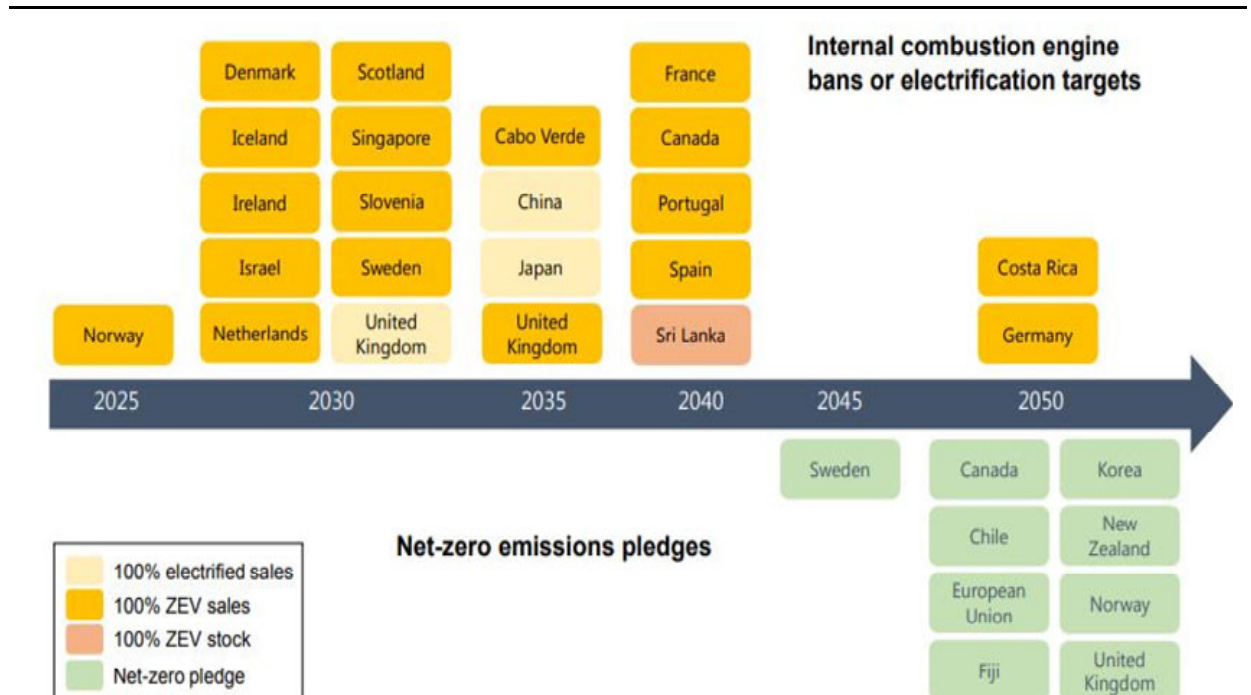 Internal combustion engine
bans or electrification targets
Denmark
Scotland
France
Iceland
Singapore
Cabo Verde
Canada
Ireland
Slovenia
China
Portugal
Israel
Sweden
Japan
Spain
Costa Rica
Norway
Netherlands
United
Kingdom
United
Kingdom
Sri Lanka
Germany
2025
2030
2035
2040
2045
2050
Sweden
Canada
Korea
Net-zero emissions pledges
Chile
New
Zealand
European
Union
Norway
Fiji
United
Kingdom
100% electrified sales
100% ZEV sales
100% ZEV stock
Net-zero pledge